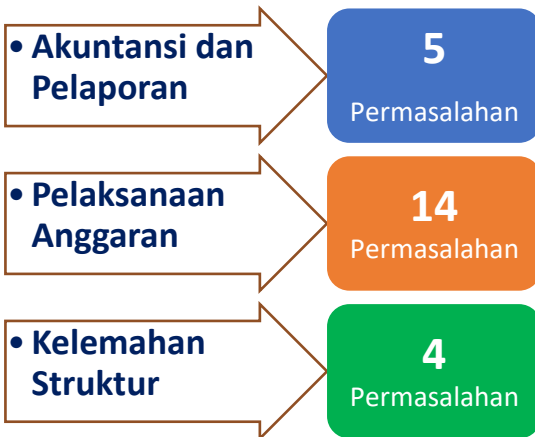 • Akuntansi dan
Pelaporan
5
Permasalahan
• Pelaksanaan
Anggaran
14
Permasalahan
• Kelemahan
Struktur
4
Permasalahan